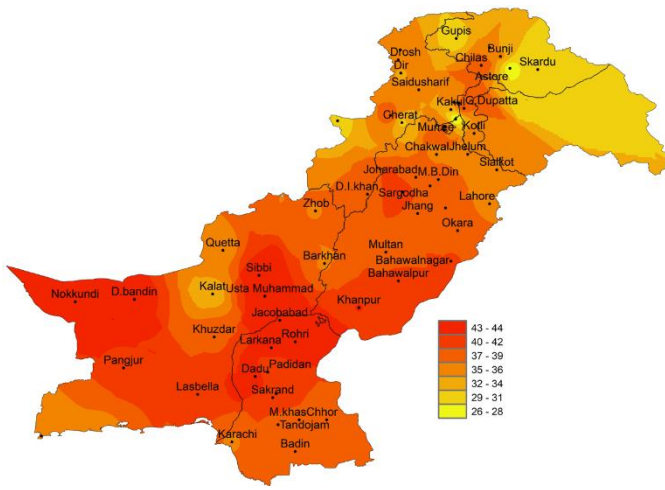 Gupis
Drosh
Bunji
Dir
Chilas
Skardu
Saidusharif
Astore
Kakul
G.Dupatta
Cherat
Murree
Kotli
Chakwal
Jhelum
Sialkot
Joharabad
M.B.Din
D.I.khan
Sargodha
Lahore
Zhob
Jhang
Okara
Quetta
Multan
Barkhan
Bahawalnagar
Sibbi
Bahawalpur
Nokkundi
D.bandin
Kalat
Usta Muhammad
Khanpur
Jacobabad
Khuzdar
Rohri
Larkana
Pangjur
Padidan
Dadu
Lasbella
Sakrand
M.khas
Chhor
Tandojam
Karachi
Badin
43 - 44
40 - 42
37 - 39
35 - 36
32 - 34
29 - 31
26 - 28